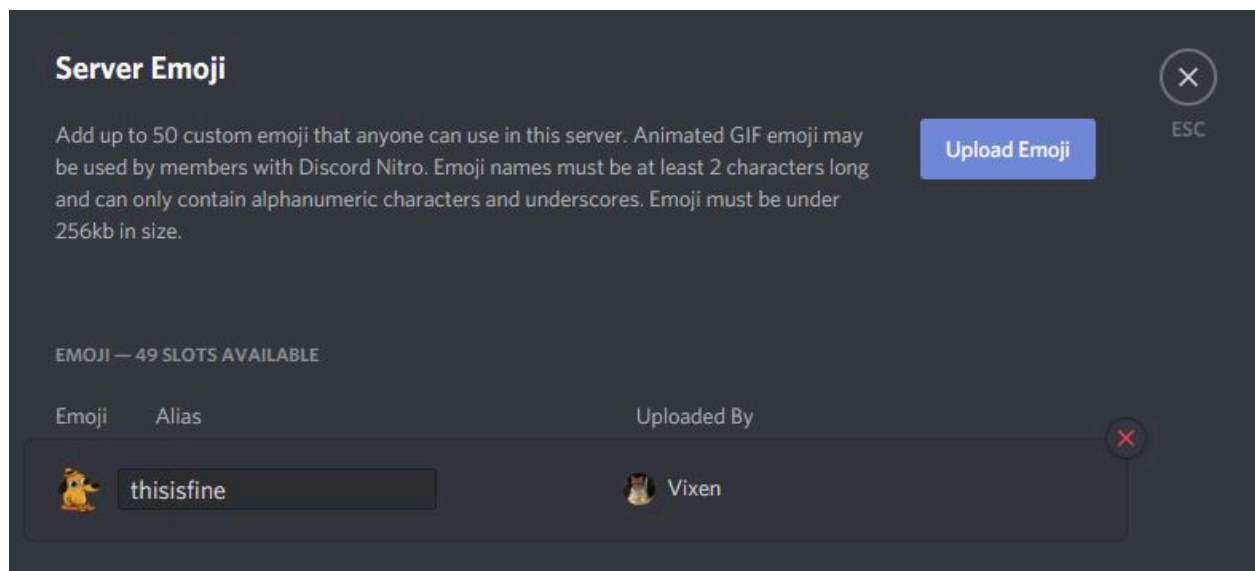 Server Emoji
ESC
Add up to 50 custom emoji that anyone can use in this server. Animated GIF emoji may
be used by members with Discord Nitro. Emoji names must be at least 2 characters long
and can only contain alphanumeric characters and underscores. Emoji must be under
256kb in size.
Upload Emoji
EMOJI — 49 SLOTS AVAILABLE
Emoji Alias Uploaded By
thisisfine Vixen